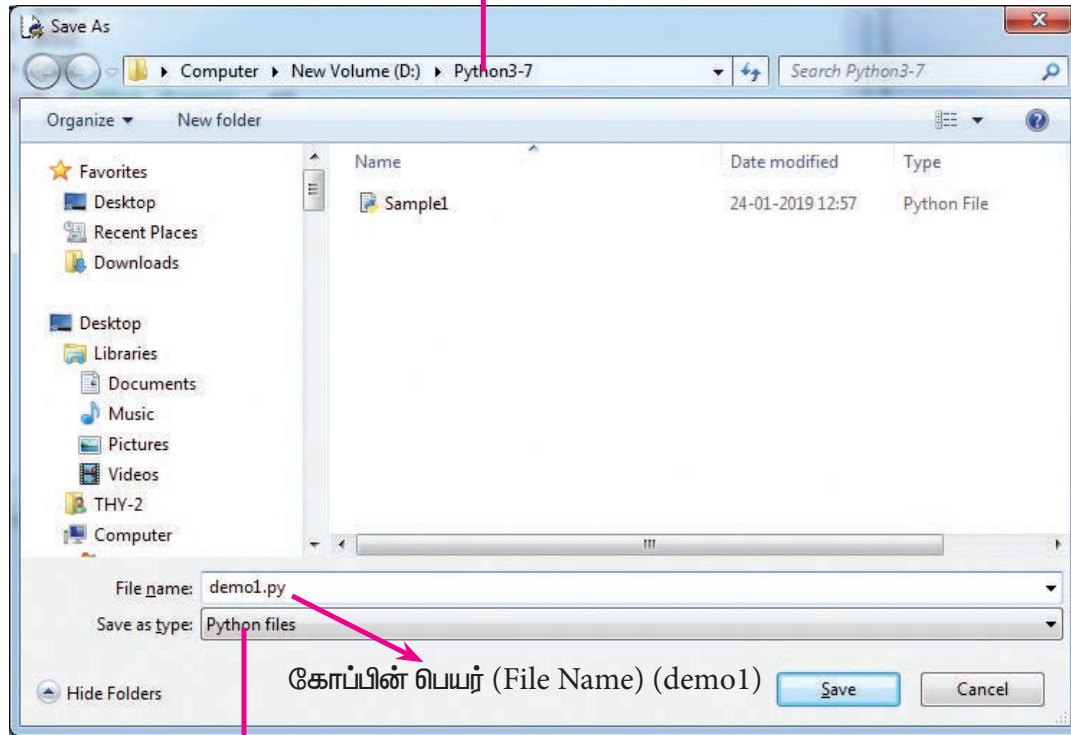 Save As
Computer ▸ New Volume (D:) ▸ Python3-7
Search Python3-7
Organize ▾ New folder
Name Date modified Type
Sample1 24-01-2019 12:57 Python File
Favorites
Desktop
Recent Places
Downloads
Desktop
Libraries
Documents
Music
Pictures
Videos
THY-2
Computer
File name: demo1.py
Save as type: Python files
கோப்பின் பெயர் (File Name) (demo1)
Hide Folders
Save Cancel